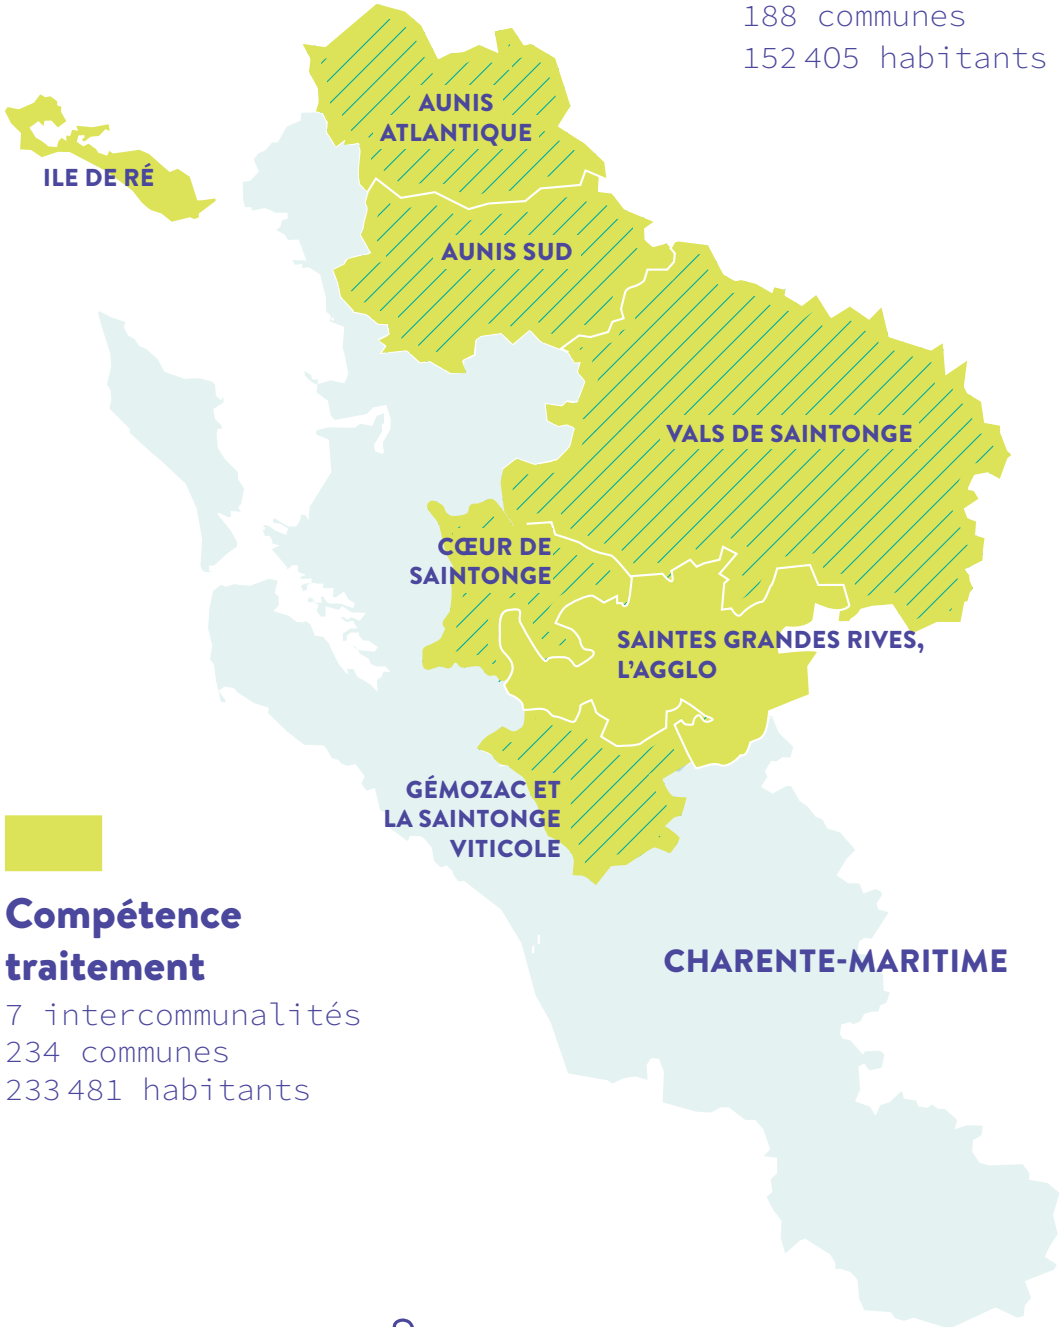 188 communes
152 405 habitants
AUNIS
ATLANTIQUE
ILE DE RÉ
AUNIS SUD
VALS DE SAINTONGE
CŒUR DE
SAINTONGE
SAINTES GRANDES RIVES,
L'AGGLO
GÉMOZAC ET
LA SAINTONGE
VITICOLE
Compétence
traitement
7 intercommunalités
234 communes
233 481 habitants
CHARENTE-MARITIME